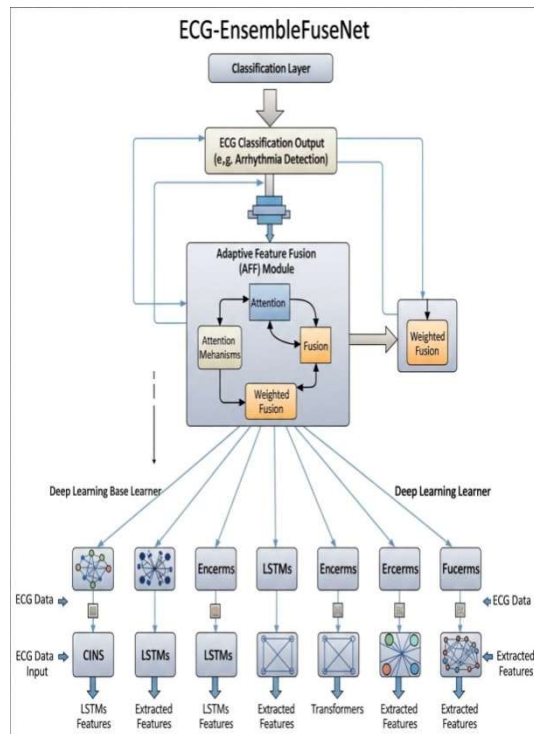 ECG-EnsembleFuseNet
Classification Layer
ECG Classification Output
(e,g. Arrhythmia Detection)
Adaptive Feature Fusion
(AFF) Module
Attention
Attention
Mehanisms
Fusion
Weighted
Fusion
Weighted
Fusion
Deep Learning Base Learner
Deep Learning Learner
Encerms
LSTMs
Encerms
Ercerms
Fucerms
ECG Data
ECG Data
ECG Data
Input
CINS
LSTMs
LSTMs
Extracted
Features
LSTMs
Features
Extracted
Features
LSTMs
Features
Extracted
Features
Transformers
Extracted
Features
Extracted
Features